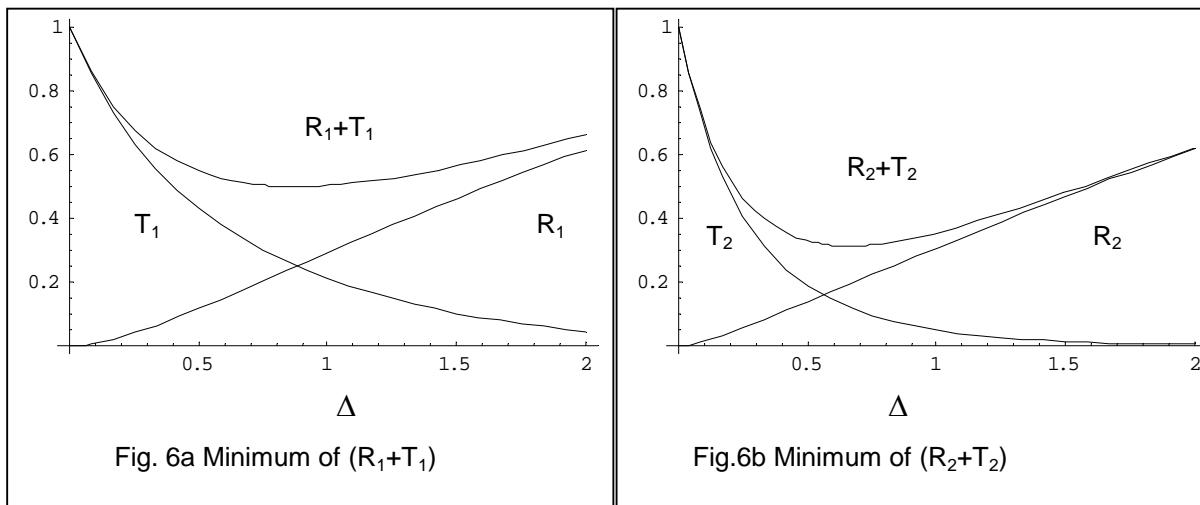 1
0.8
0.6
0.4
0.2
R₁+T₁
T₁
R₁
0.5
1
1.5
2
Δ
Fig. 6a Minimum of (R₁+T₁)
1
0.8
0.6
0.4
0.2
R₂+T₂
T₂
R₂
0.5
1
1.5
2
Δ
Fig.6b Minimum of (R₂+T₂)